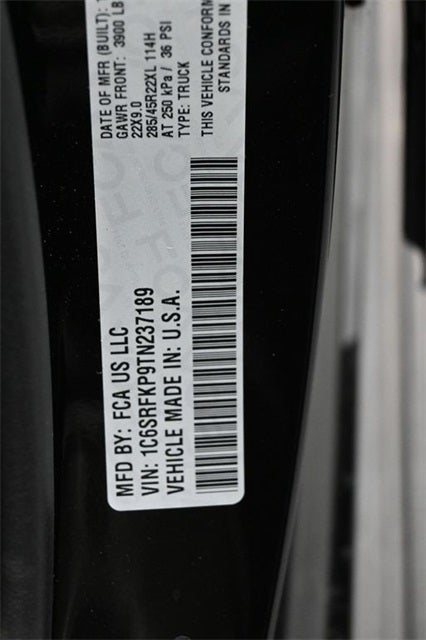 MFD BY: FCA US LLC
VIN: 1C6SRFKP9TN237189
VEHICLE MADE IN: U.S.A.
DATE OF MFR (BUILT):
GAWR FRONT: 3900 LB
22X9.0
285/45R22XL 114H
AT 250 kPa / 36 PSI
TYPE: TRUCK
THIS VEHICLE CONFORM
STANDARDS IN